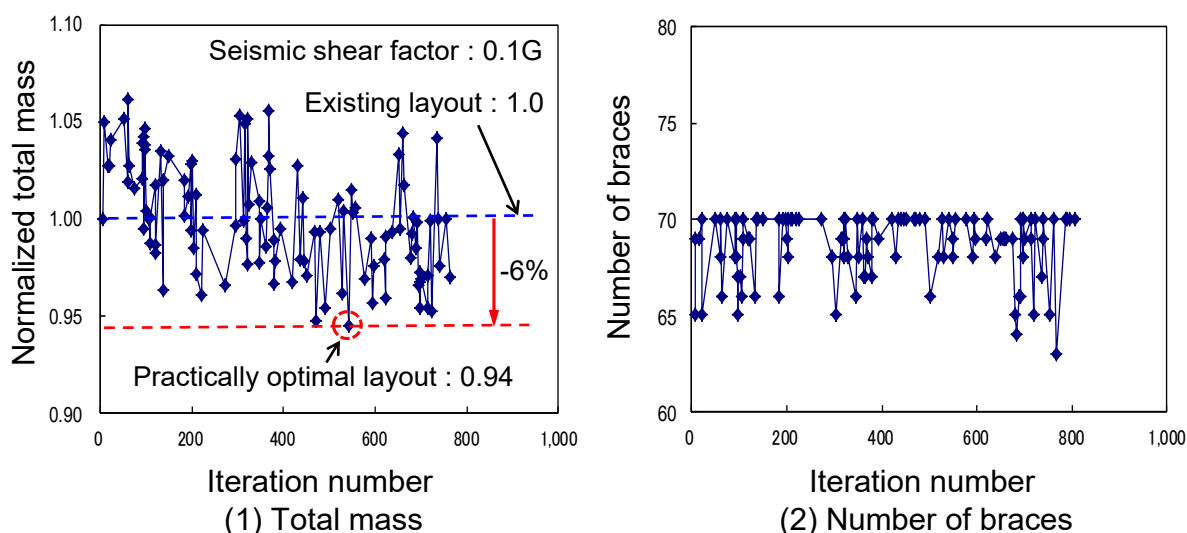 1.10
1.05
1.00
0.95
0.90
Normalized total mass
Seismic shear factor : 0.1G
Existing layout : 1.0
-6%
Practically optimal layout : 0.94
0
200
400
600
800
1,000
Iteration number
(1) Total mass
80
75
70
65
60
Number of braces
0
200
400
600
800
1,000
Iteration number
(2) Number of braces